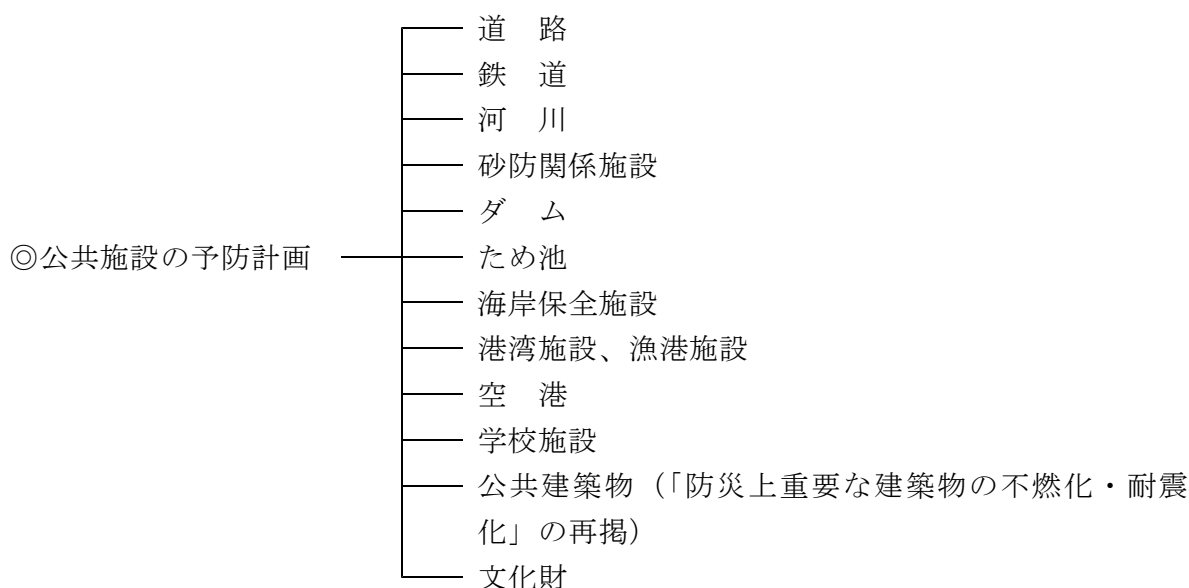 道　路
鉄　道
河　川
砂防関係施設
ダ　ム
◎公共施設の予防計画
ため池
海岸保全施設
港湾施設、漁港施設
空　港
学校施設
公共建築物（「防災上重要な建築物の不燃化・耐震
化」の再掲）
文化財